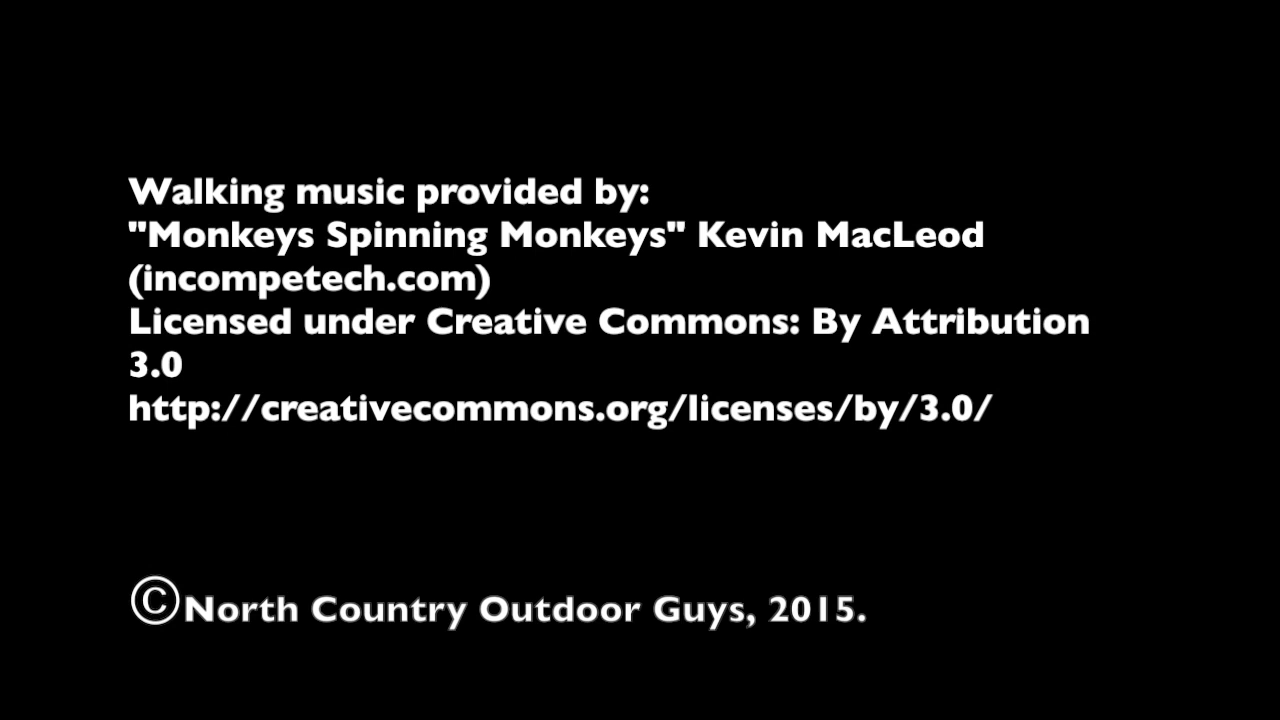 Walking music provided by:
"Monkeys Spinning Monkeys" Kevin MacLeod
(incompetech.com)
Licensed under Creative Commons: By Attribution
3.0
http://creativecommons.org/licenses/by/3.0/
©North Country Outdoor Guys, 2015.